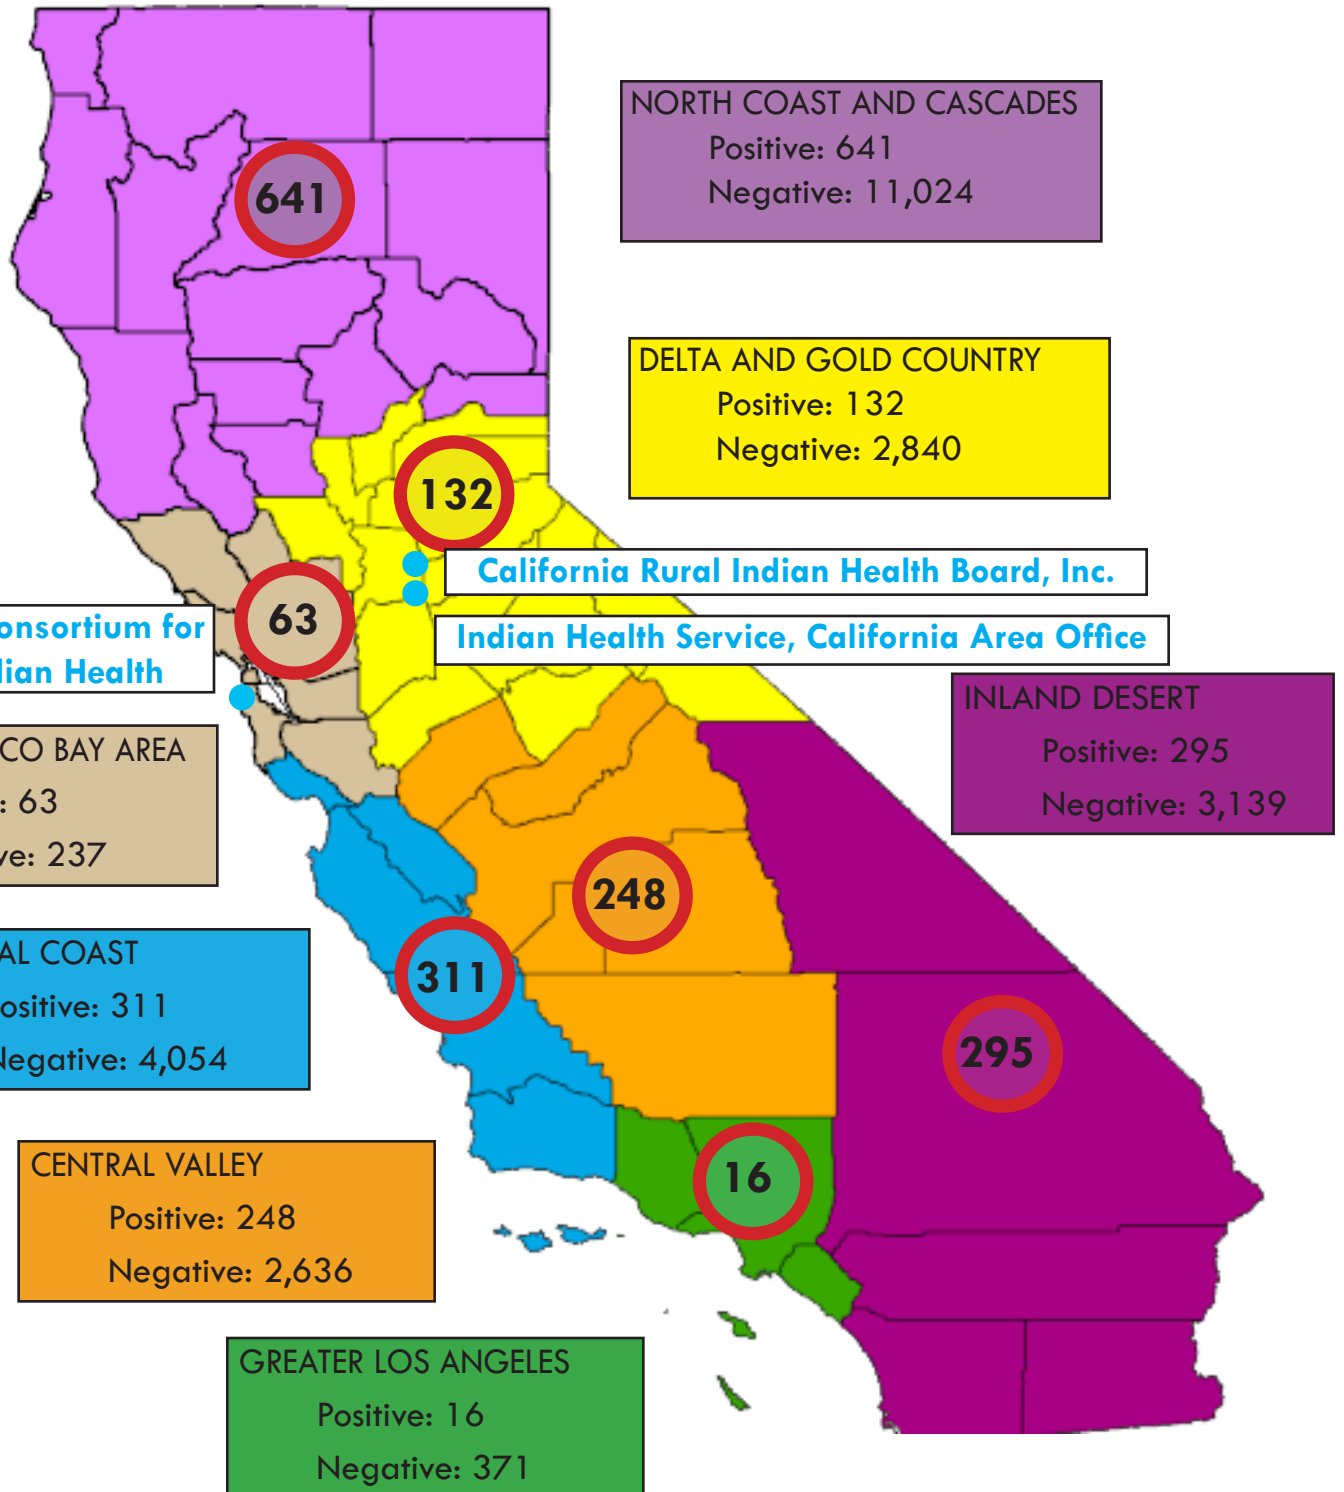 NORTH COAST AND CASCADES
Positive: 641
Negative: 11,024
641
DELTA AND GOLD COUNTRY
Positive: 132
Negative: 2,840
132
California Rural Indian Health Board, Inc.
63
onsortium for
dian Health
Indian Health Service, California Area Office
INLAND DESERT
Positive: 295
Negative: 3,139
CO BAY AREA
: 63
ve: 237
248
AL COAST
ositive: 311
Negative: 4,054
311
295
CENTRAL VALLEY
Positive: 248
Negative: 2,636
16
GREATER LOS ANGELES
Positive: 16
Negative: 371